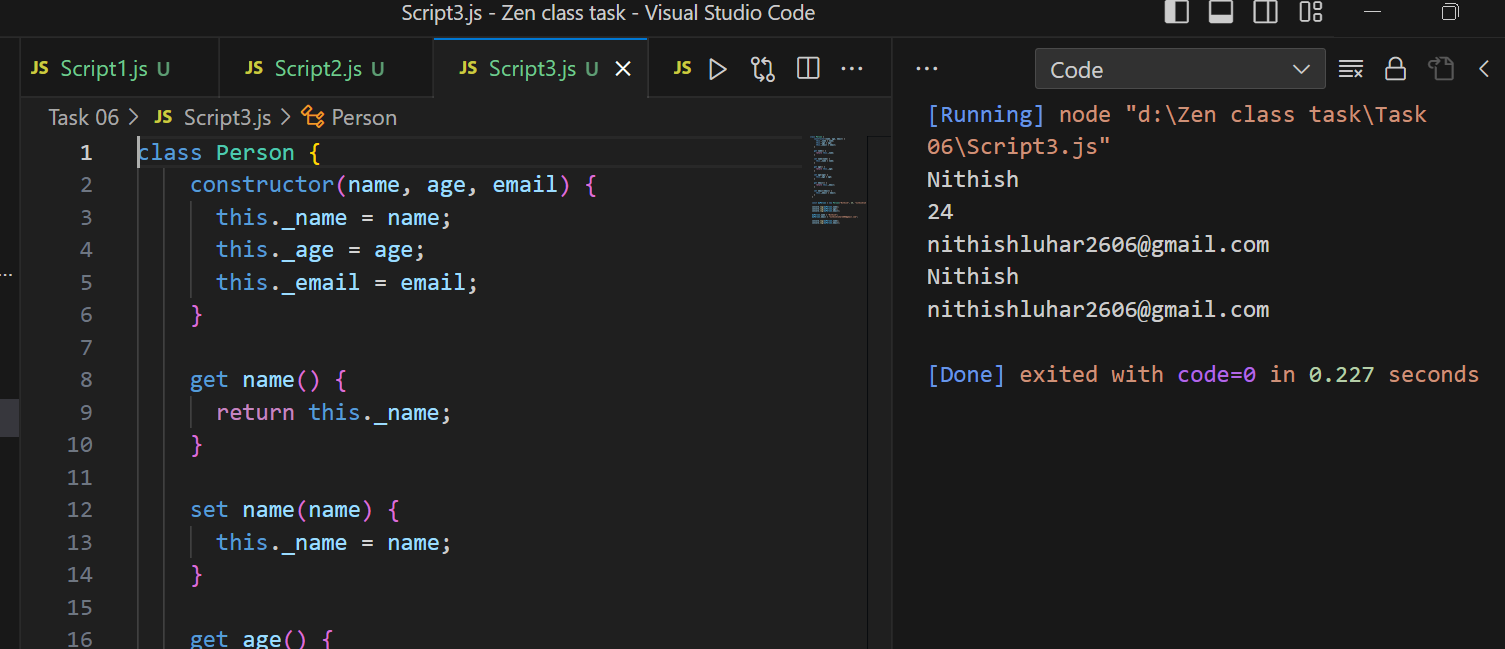 Script3.js - Zen class task - Visual Studio Code
JS Script1.js U
JS Script2.js U
JS Script3.js U
JS
Code
Task 06 > JS Script3.js > Person
1 class Person {
2 constructor(name, age, email) {
3 this._name = name;
4 this._age = age;
5 this._email = email;
6 }
7
8 get name() {
9 return this._name;
10 }
11
12 set name(name) {
13 this._name = name;
14 }
15
16 get age() {
[Running] node "d:\Zen class task\Task
06\Script3.js"
Nithish
24
nithishluhar2606@gmail.com
Nithish
nithishluhar2606@gmail.com
[Done] exited with code=0 in 0.227 seconds